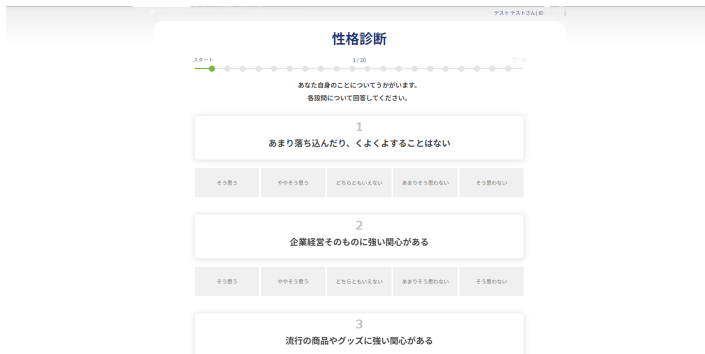 テスト テストさん| ID:
性格診断
スタート
1 / 20
ゴール
あなた自身のことについてうかがいます。
各設問について回答してください。
1
あまり落ち込んだり、くよくよすることはない
そう思う ややそう思う どちらともいえない あまりそう思わない そう思わない
2
企業経営そのものに強い関心がある
そう思う ややそう思う どちらともいえない あまりそう思わない そう思わない
3
流行の商品やグッズに強い関心がある